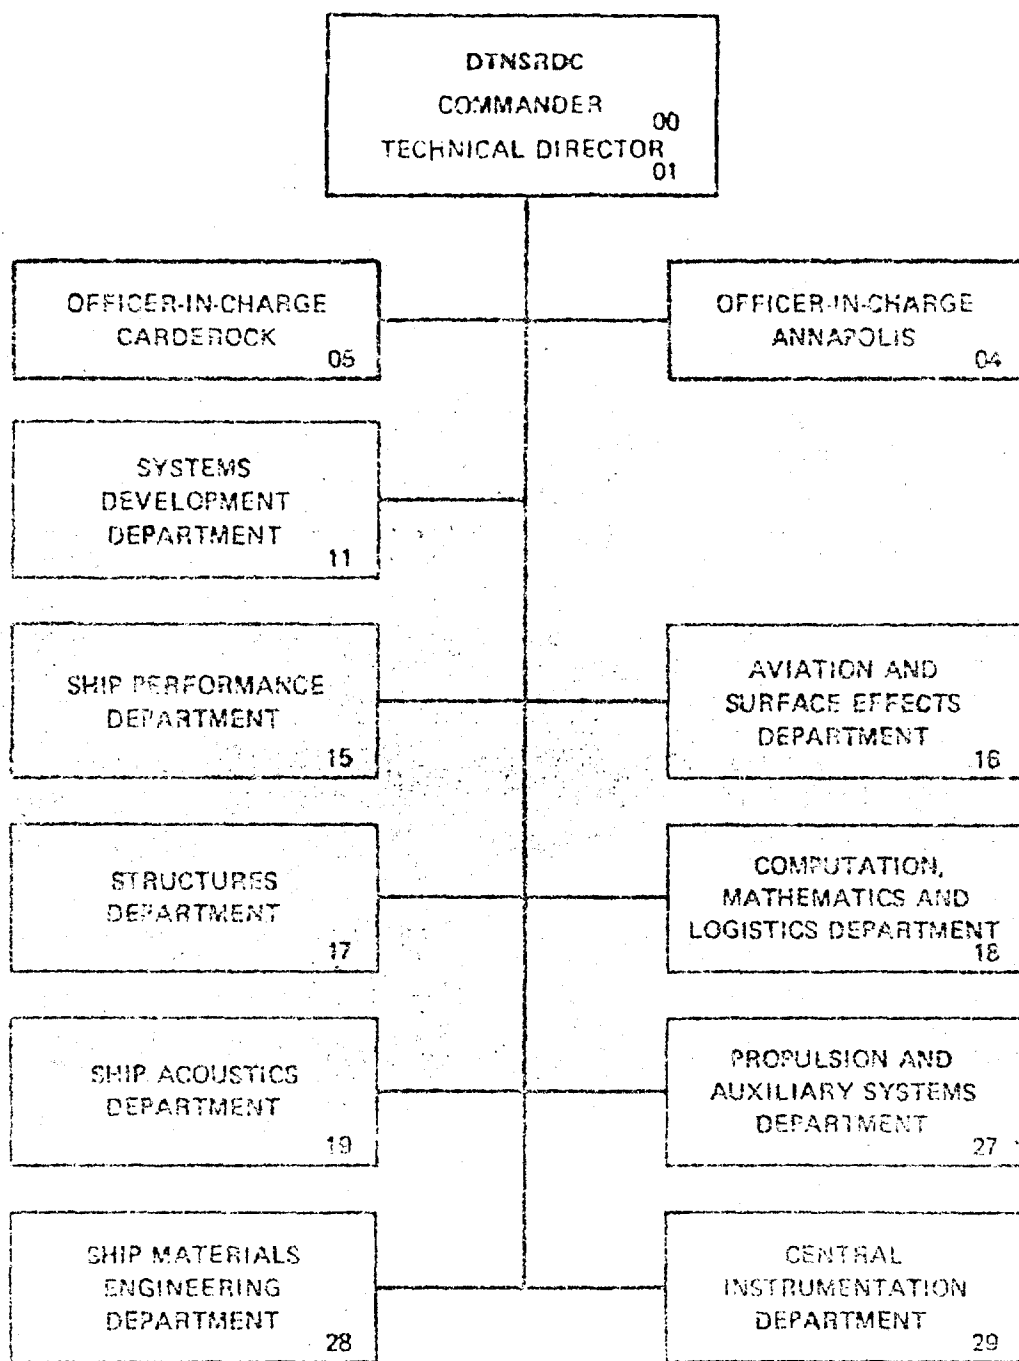 DTNSRDC
COMMANDER
00
TECHNICAL DIRECTOR
01
OFFICER-IN-CHARGE
CARDEROCK
05
OFFICER-IN-CHARGE
ANNAPOLIS
04
SYSTEMS
DEVELOPMENT
DEPARTMENT
11
SHIP PERFORMANCE
DEPARTMENT
15
AVIATION AND
SURFACE EFFECTS
DEPARTMENT
16
STRUCTURES
DEPARTMENT
17
COMPUTATION,
MATHEMATICS AND
LOGISTICS DEPARTMENT
18
SHIP ACOUSTICS
DEPARTMENT
19
PROPULSION AND
AUXILIARY SYSTEMS
DEPARTMENT
27
SHIP MATERIALS
ENGINEERING
DEPARTMENT
28
CENTRAL
INSTRUMENTATION
DEPARTMENT
29